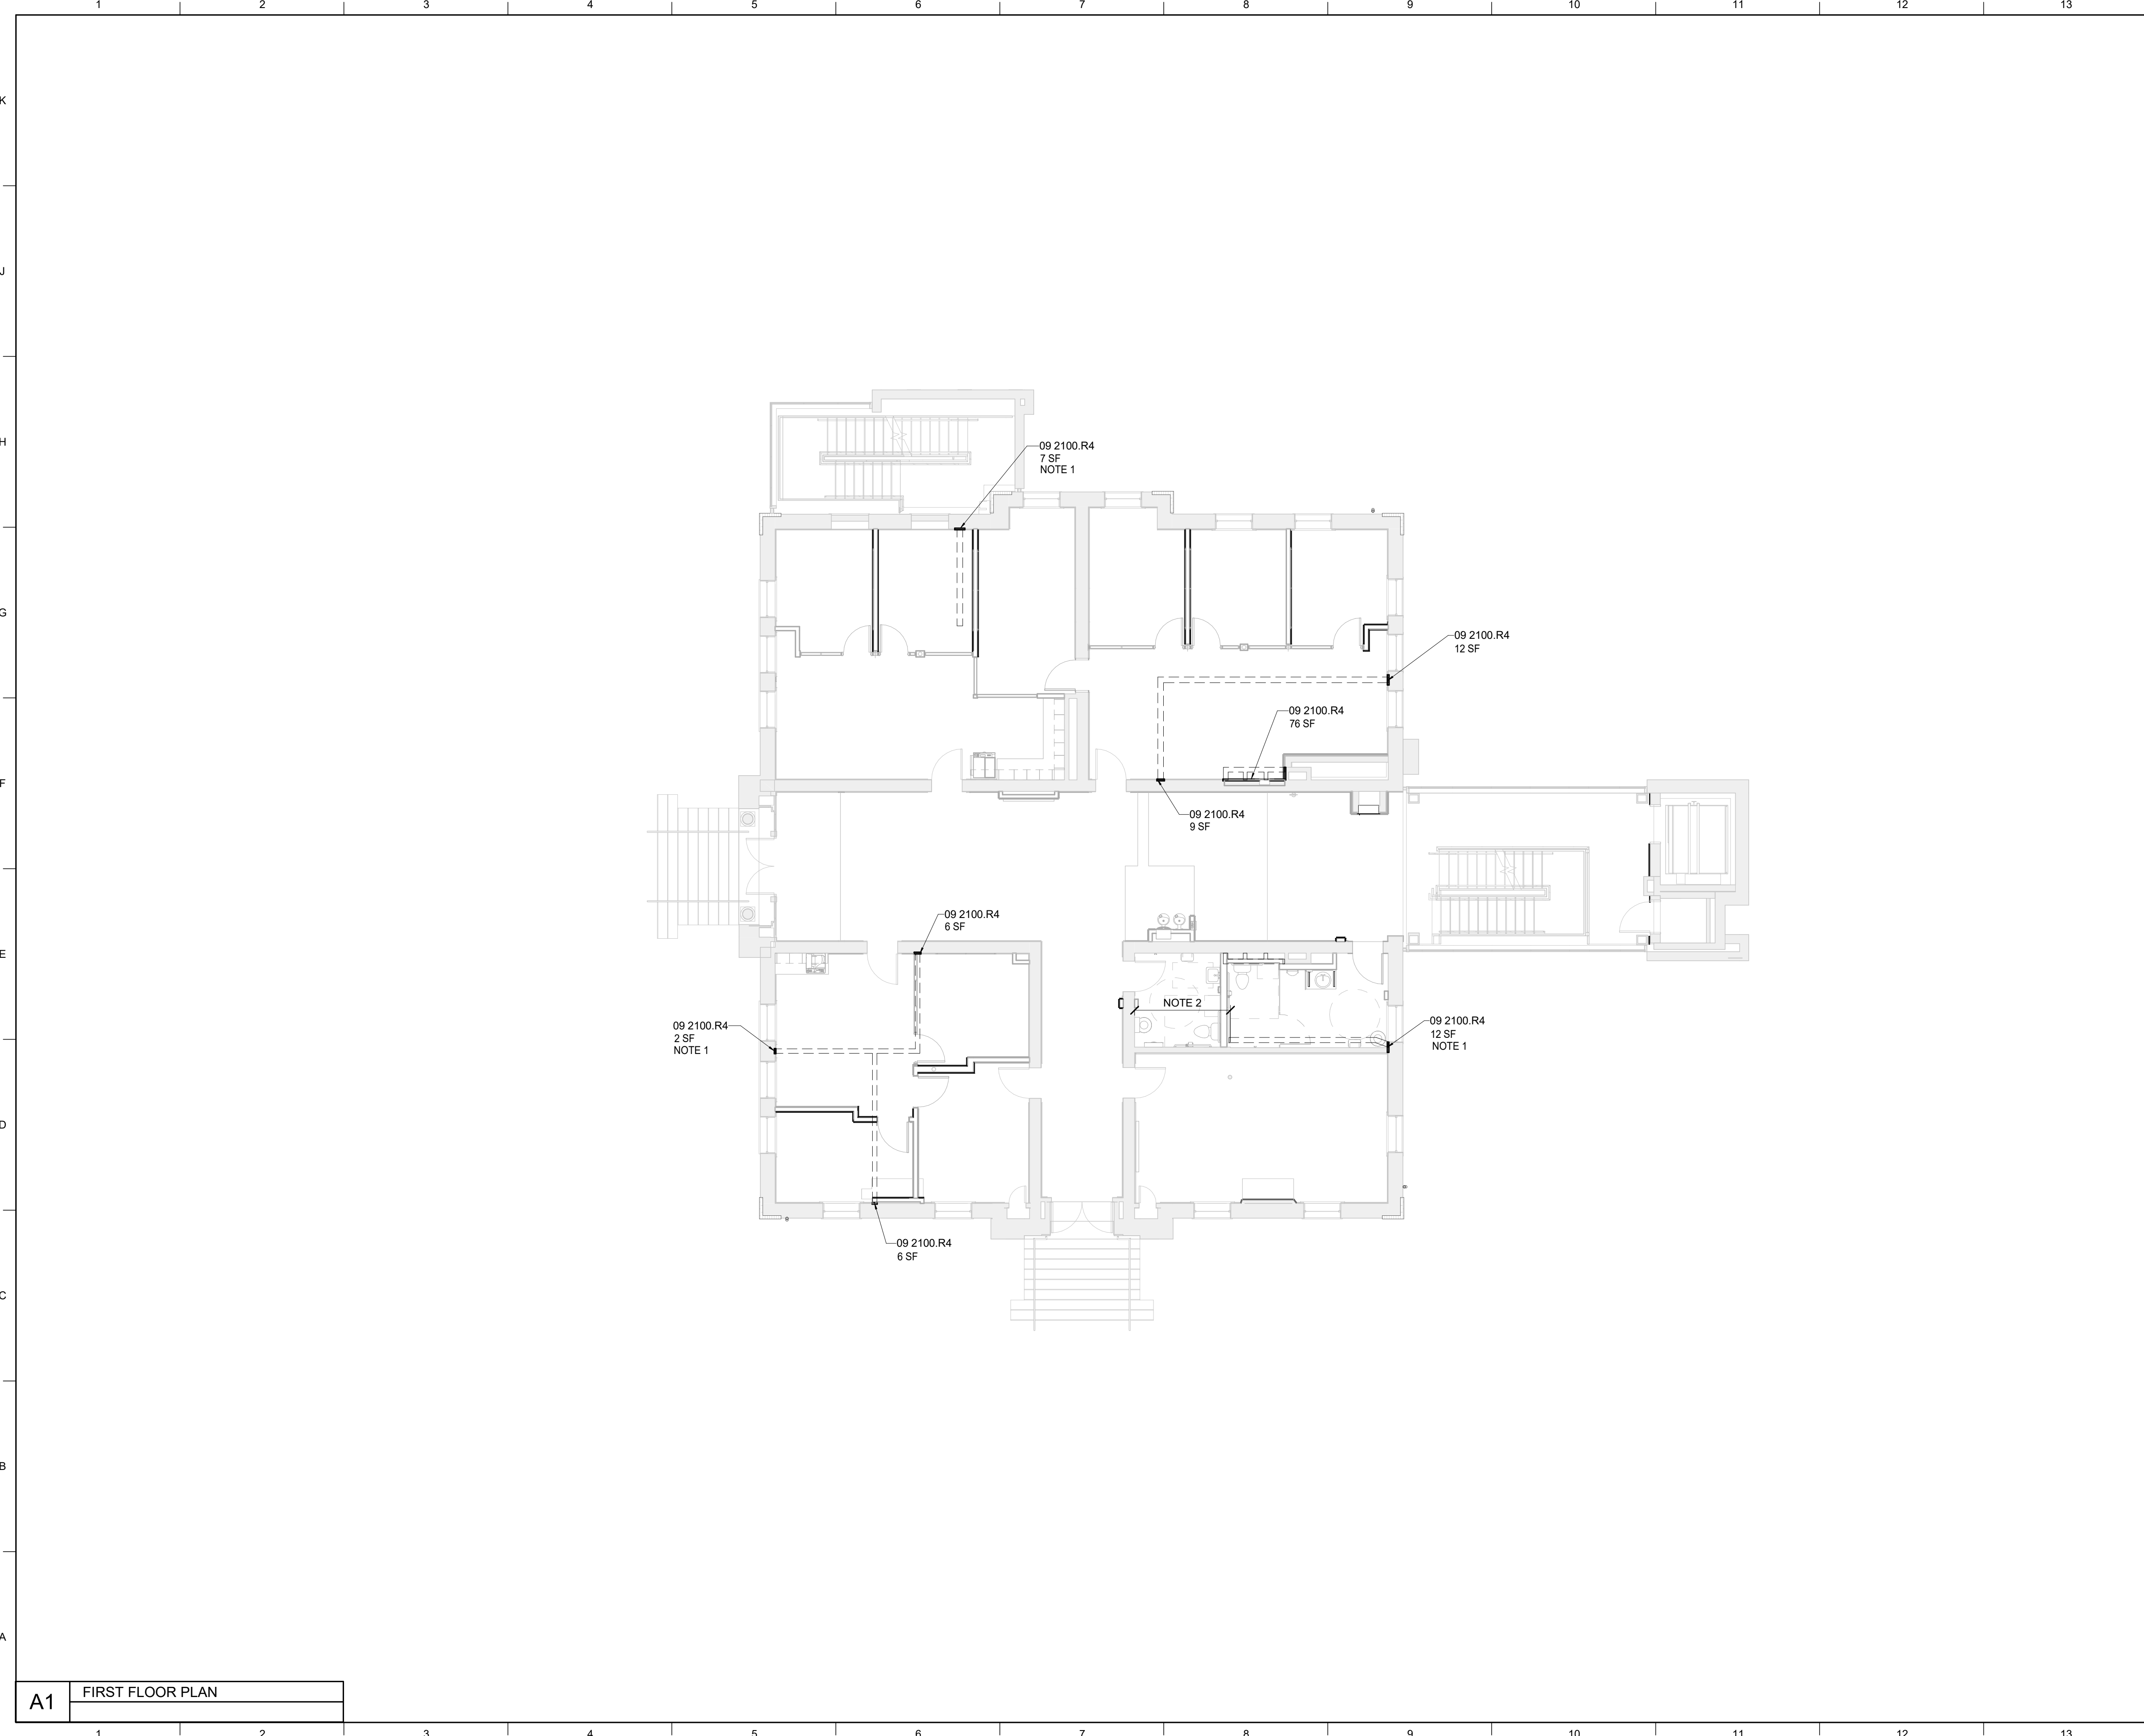 1 2 3 4 5 6 7 8 9 10 11 12 13
K
J
H
09 2100.R4
7 SF
NOTE 1
G
09 2100.R4
12 SF
09 2100.R4
76 SF
F
09 2100.R4
9 SF
09 2100.R4
6 SF
E
NOTE 2
09 2100.R4
2 SF
NOTE 1
09 2100.R4
12 SF
NOTE 1
D
09 2100.R4
6 SF
C
B
A
A1
FIRST FLOOR PLAN
1 2 3 4 5 6 7 8 9 10 11 12 13